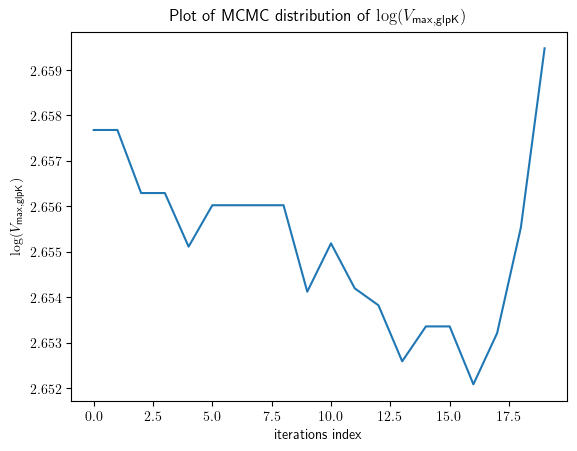 Plot of MCMC distribution of log(V_max,glpK)
log(V_max,glpK)
2.659
2.658
2.657
2.656
2.655
2.654
2.653
2.652
0.0 2.5 5.0 7.5 10.0 12.5 15.0 17.5
iterations index